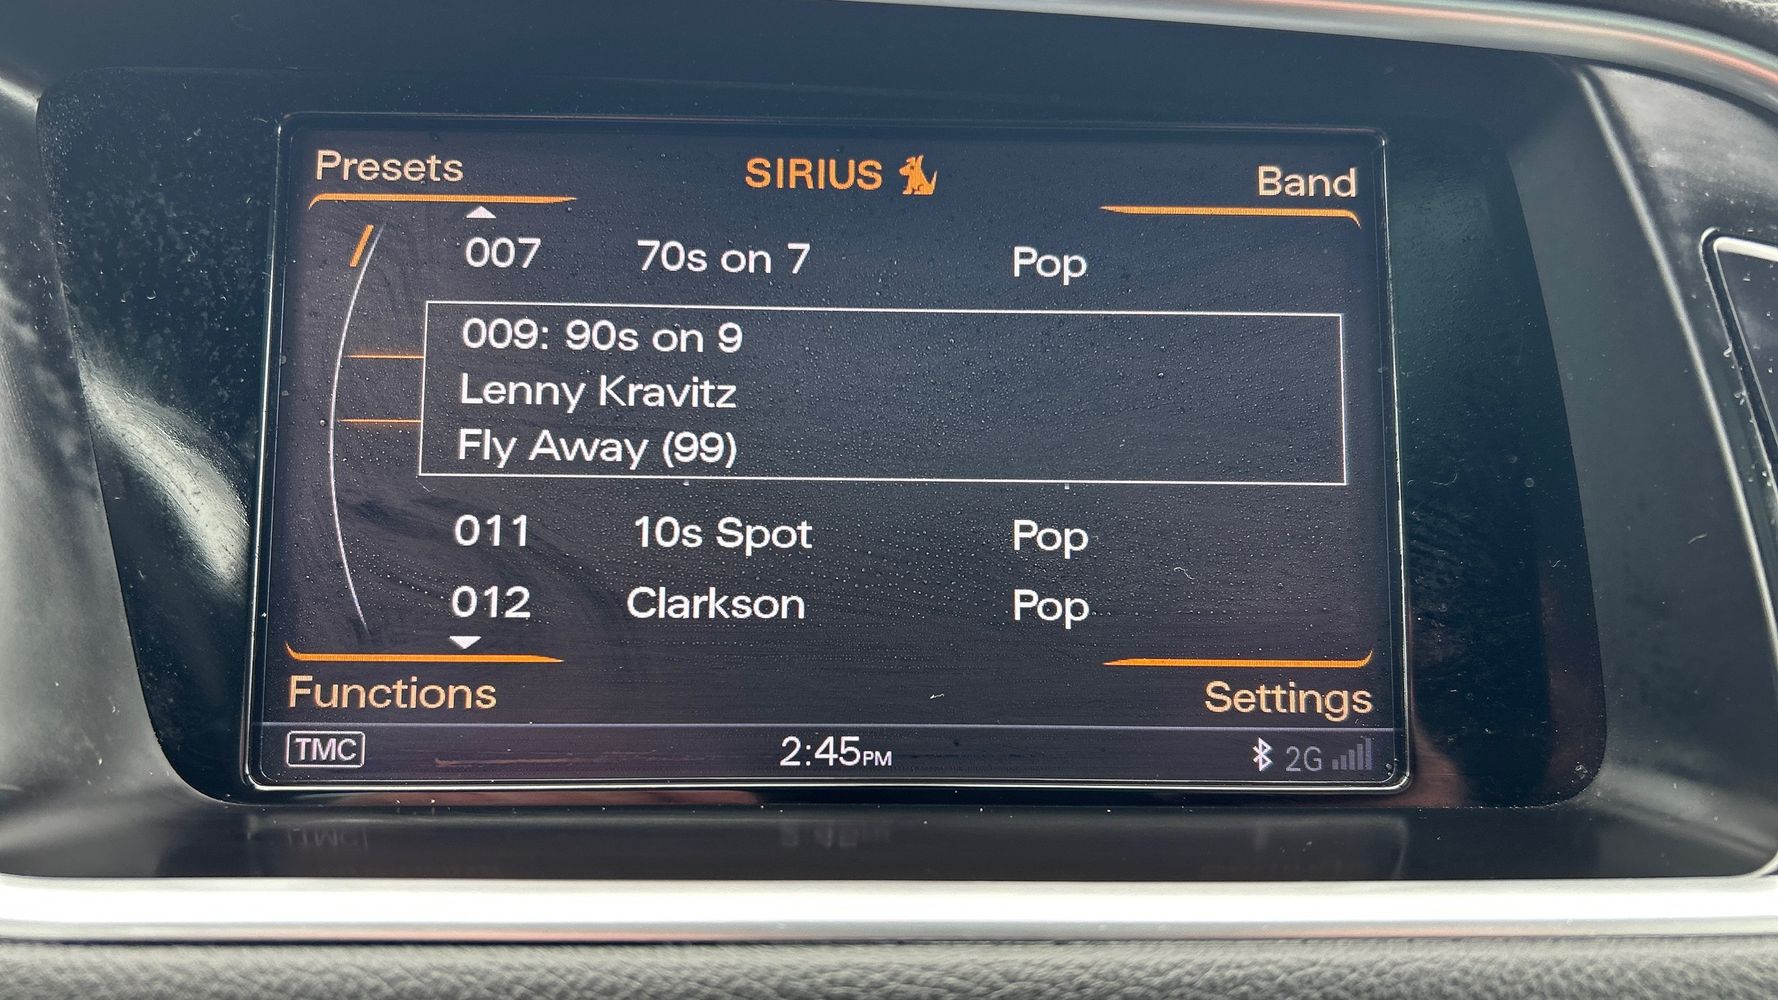 Presets SIRIUS Band
007 70s on 7 Pop
009: 90s on 9
Lenny Kravitz
Fly Away (99)
011 10s Spot Pop
012 Clarkson Pop
Functions Settings
TMC 2:45PM 2G